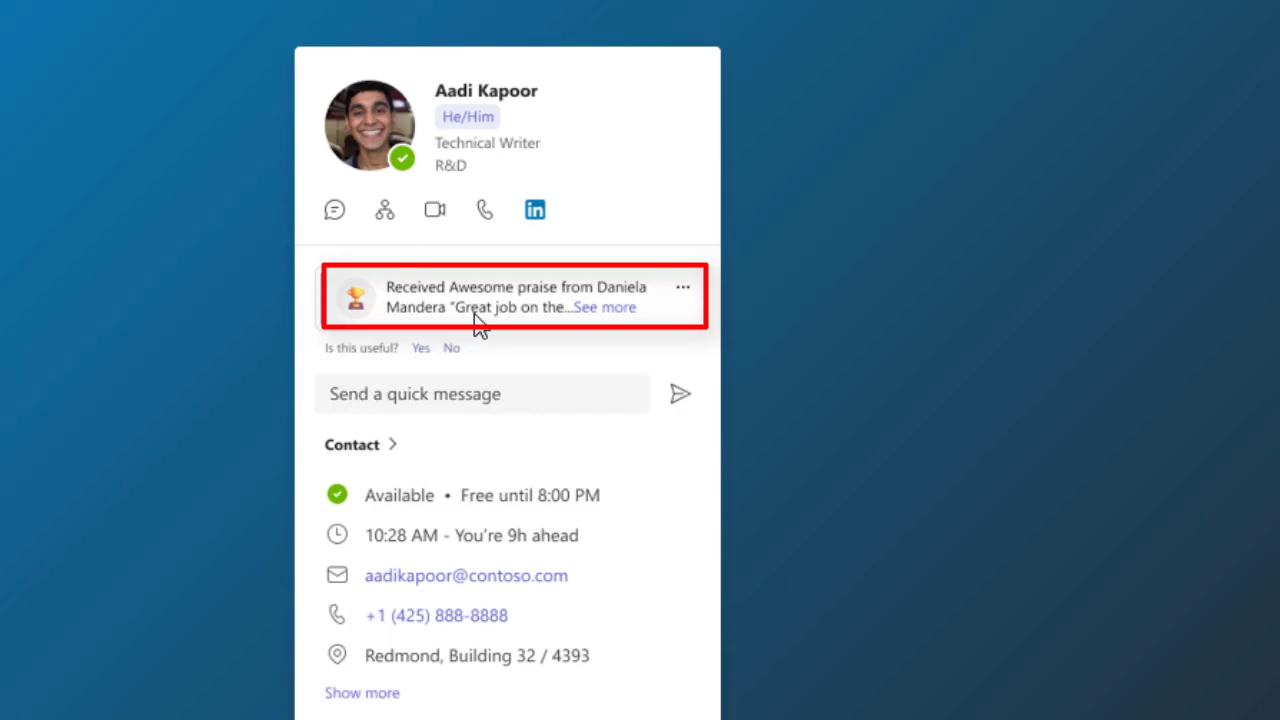 Aadi Kapoor
He/Him
Technical Writer
R&D
in
Received Awesome praise from Daniela
Mandera "Great job on the...See more
Is this useful? Yes No
Send a quick message
Contact
Available • Free until 8:00 PM
10:28 AM - You're 9h ahead
aadikapoor@contoso.com
+1 (425) 888-8888
Redmond, Building 32 / 4393
Show more